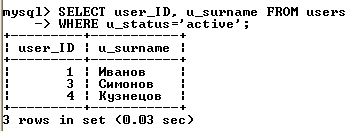 mysql> SELECT user_ID, u_surname FROM users
    -> WHERE u_status='active';
+---------+-----------+
| user_ID | u_surname |
+---------+-----------+
|       1 | Иванов    |
|       3 | Симонов   |
|       4 | Кузнецов  |
+---------+-----------+
3 rows in set (0.03 sec)